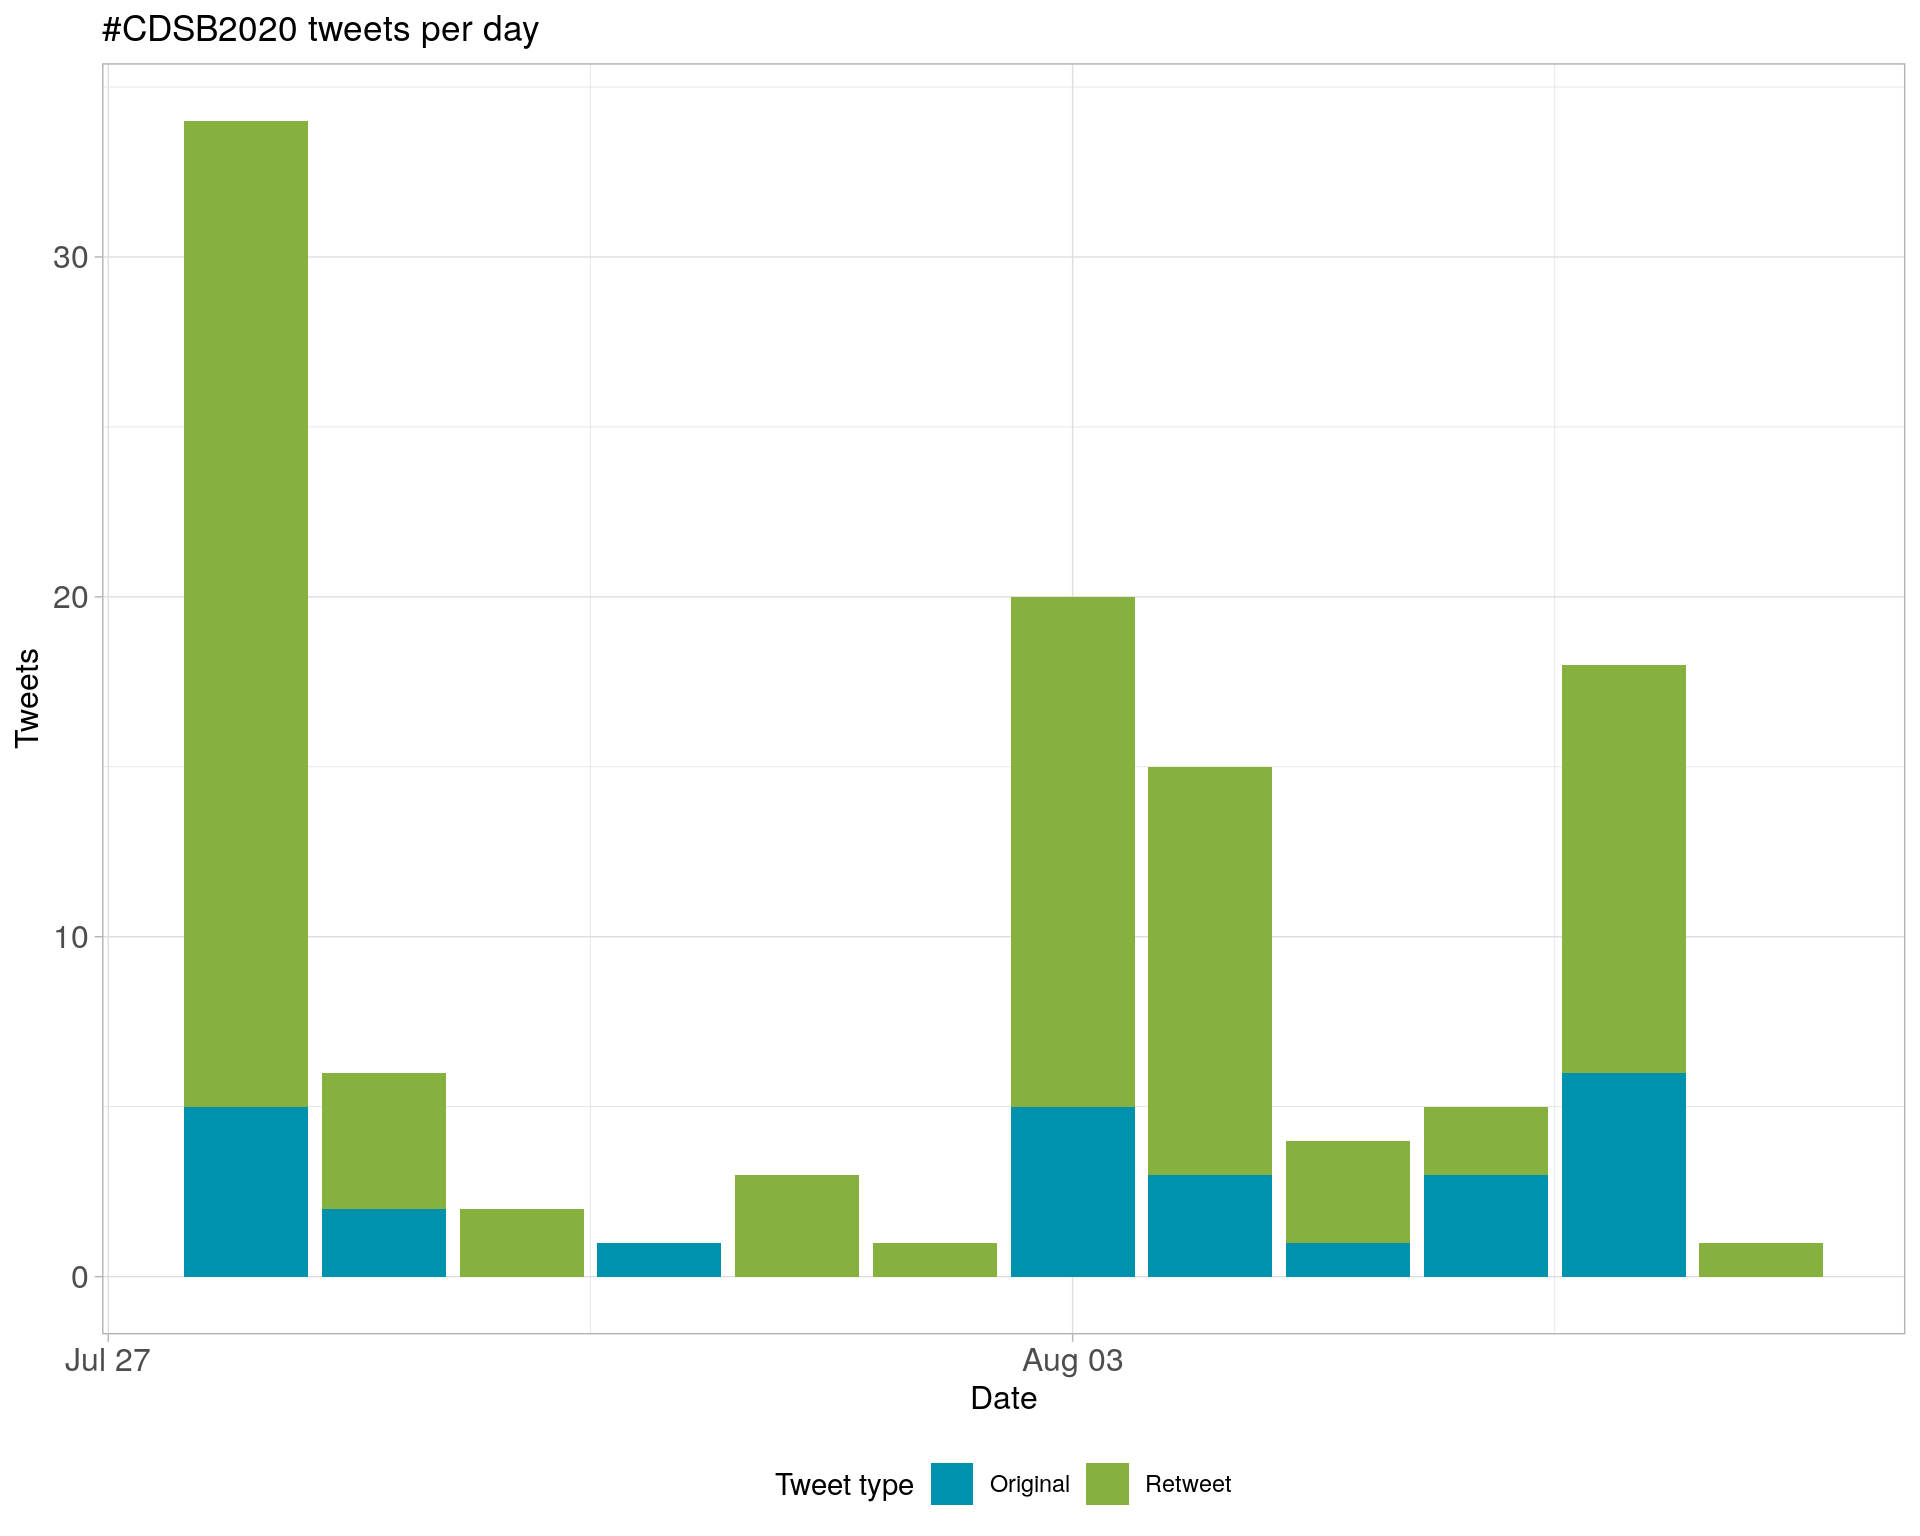 #CDSB2020 tweets per day
30
20
10
0
Tweets
Jul 27 Aug 03
Date
Tweet type Original Retweet